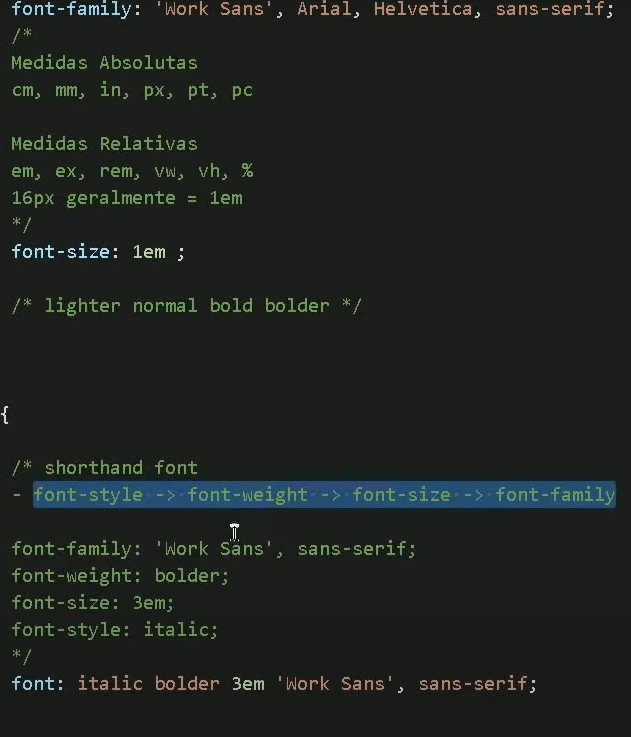 font-family: 'Work Sans', Arial, Helvetica, sans-serif;
/*
Medidas Absolutas
cm, mm, in, px, pt, pc
Medidas Relativas
em, ex, rem, vw, vh, %
16px geralmente = 1em
*/
font-size: 1em ;
/* lighter normal bold bolder */
{
/* shorthand font
- font-style -> font-weight -> font-size -> font-family
font-family: 'Work Sans', sans-serif;
font-weight: bolder;
font-size: 3em;
font-style: italic;
*/
font: italic bolder 3em 'Work Sans', sans-serif;